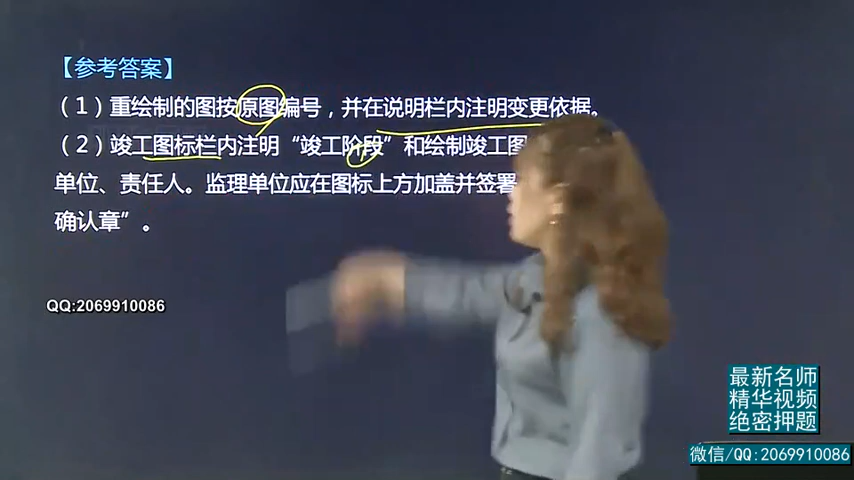 【参考答案】
（1）重绘制的图按原图编号，并在说明栏内注明变更依据。
（2）竣工图标栏内注明“竣工阶段”和绘制竣工图
单位、责任人。监理单位应在图标上方加盖并签署
确认章”。
QQ:2069910086
最新名师
精华视频
绝密押题
微信/QQ:2069910086